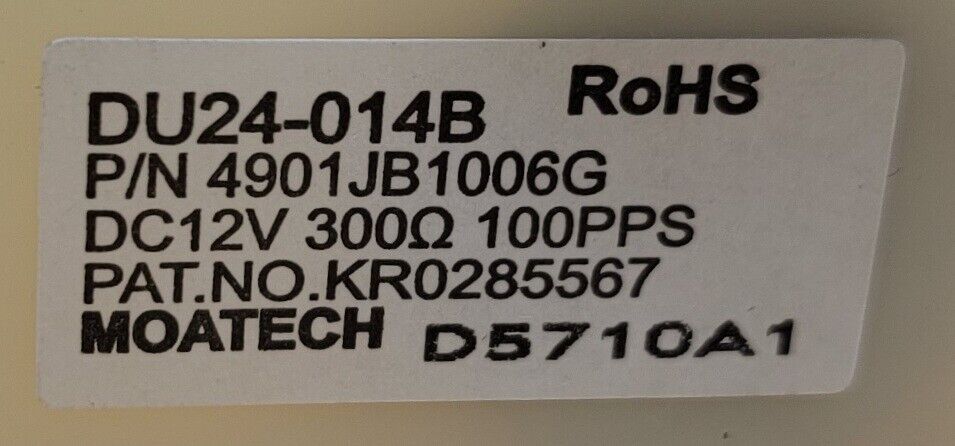 RoHS
DU24-014B
P/N 4901JB1006G
DC12V 300Ω 100PPS
PAT.NO.KR0285567
MOATECH D5710A1